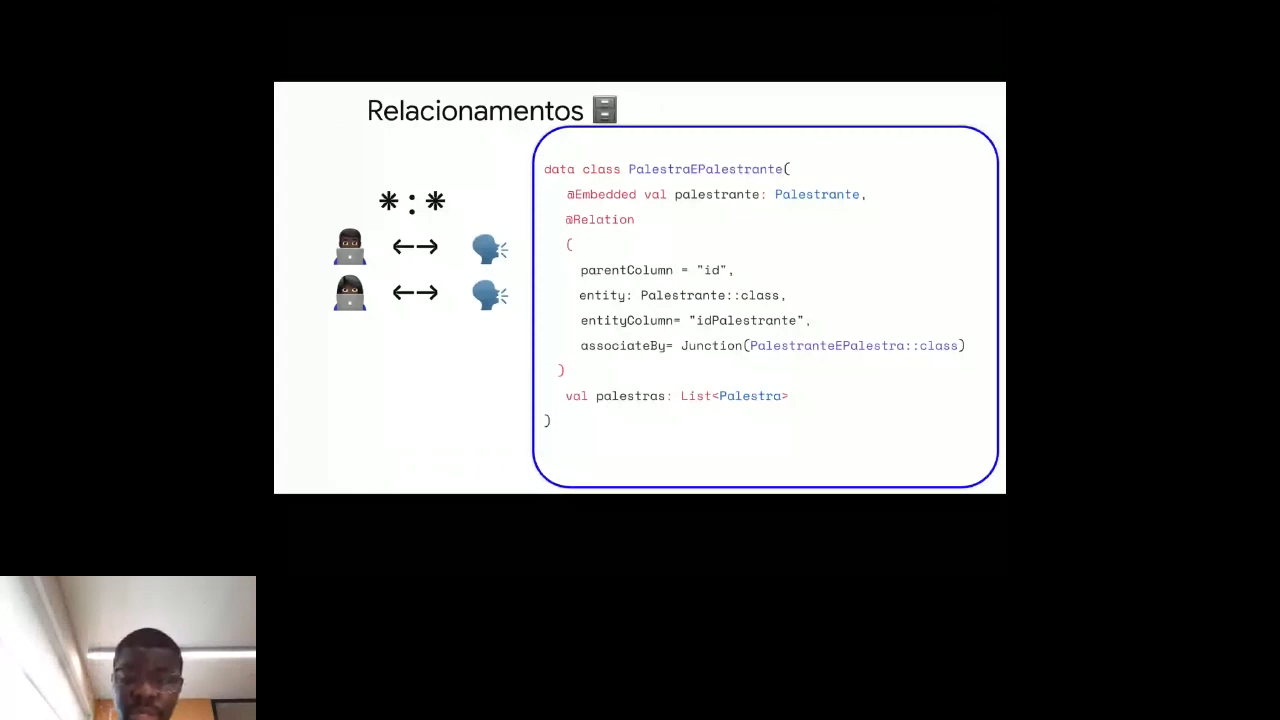 Relacionamentos
* : *
data class PalestraEPalestrante(
@Embedded val palestrante: Palestrante,
@Relation
(
parentColumn = "id",
entity: Palestrante::class,
entityColumn= "idPalestrante",
associateBy= Junction(PalestranteEPalestra::class)
)
val palestras: List<Palestra>
)